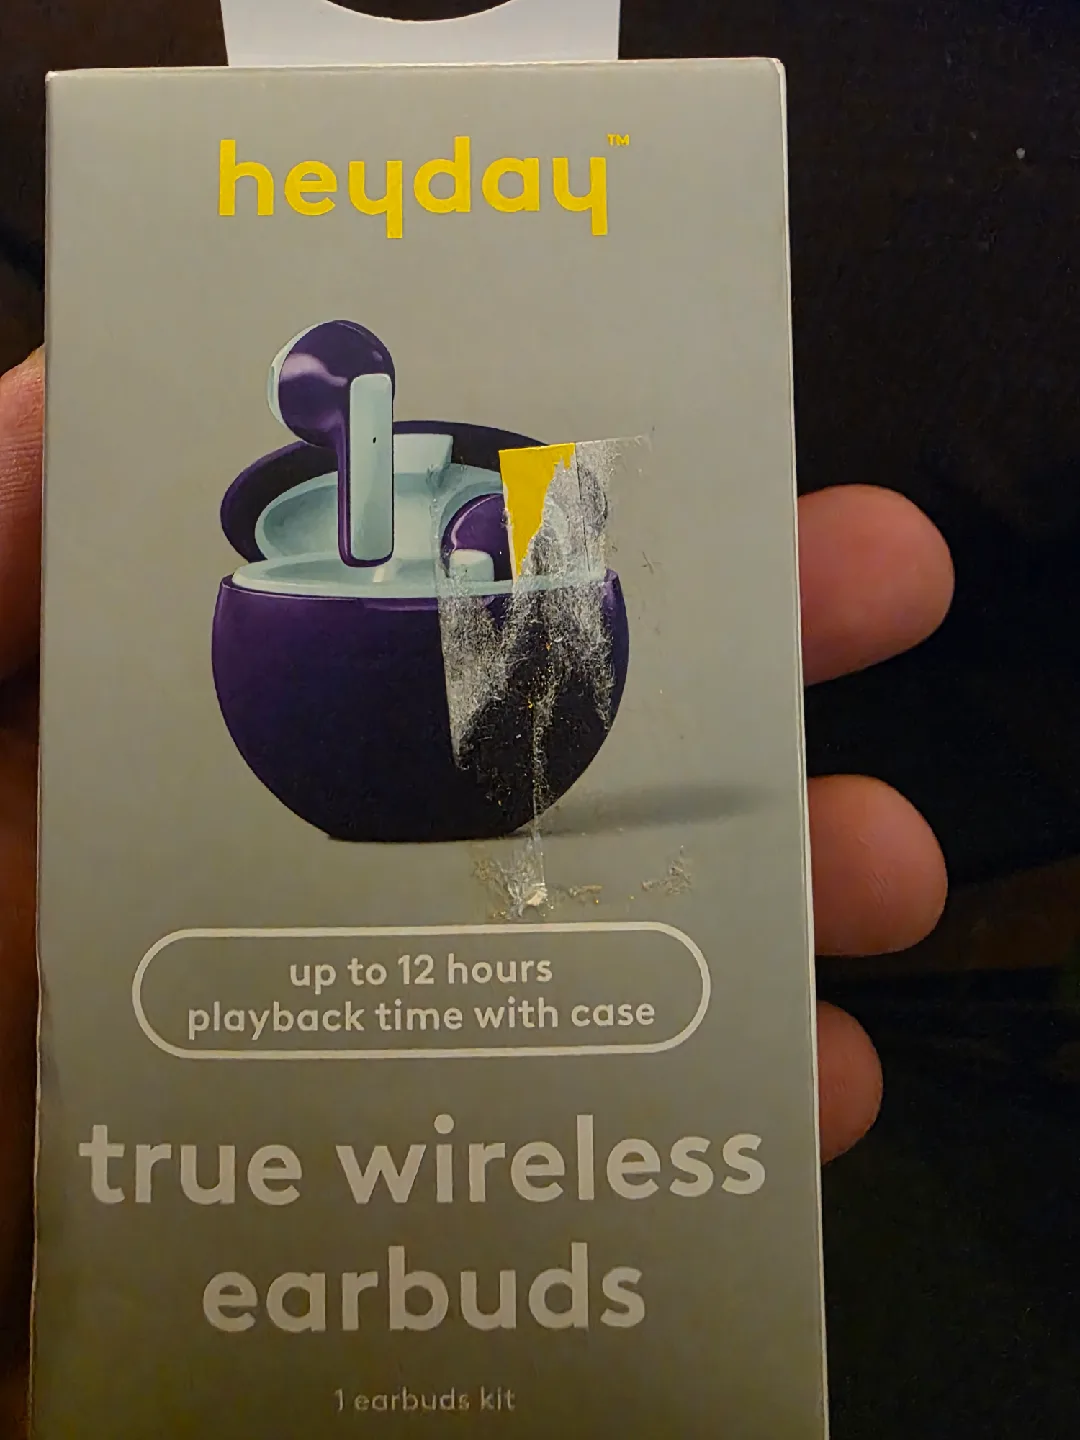 heyday™
up to 12 hours
playback time with case
true wireless
earbuds
1 earbuds kit